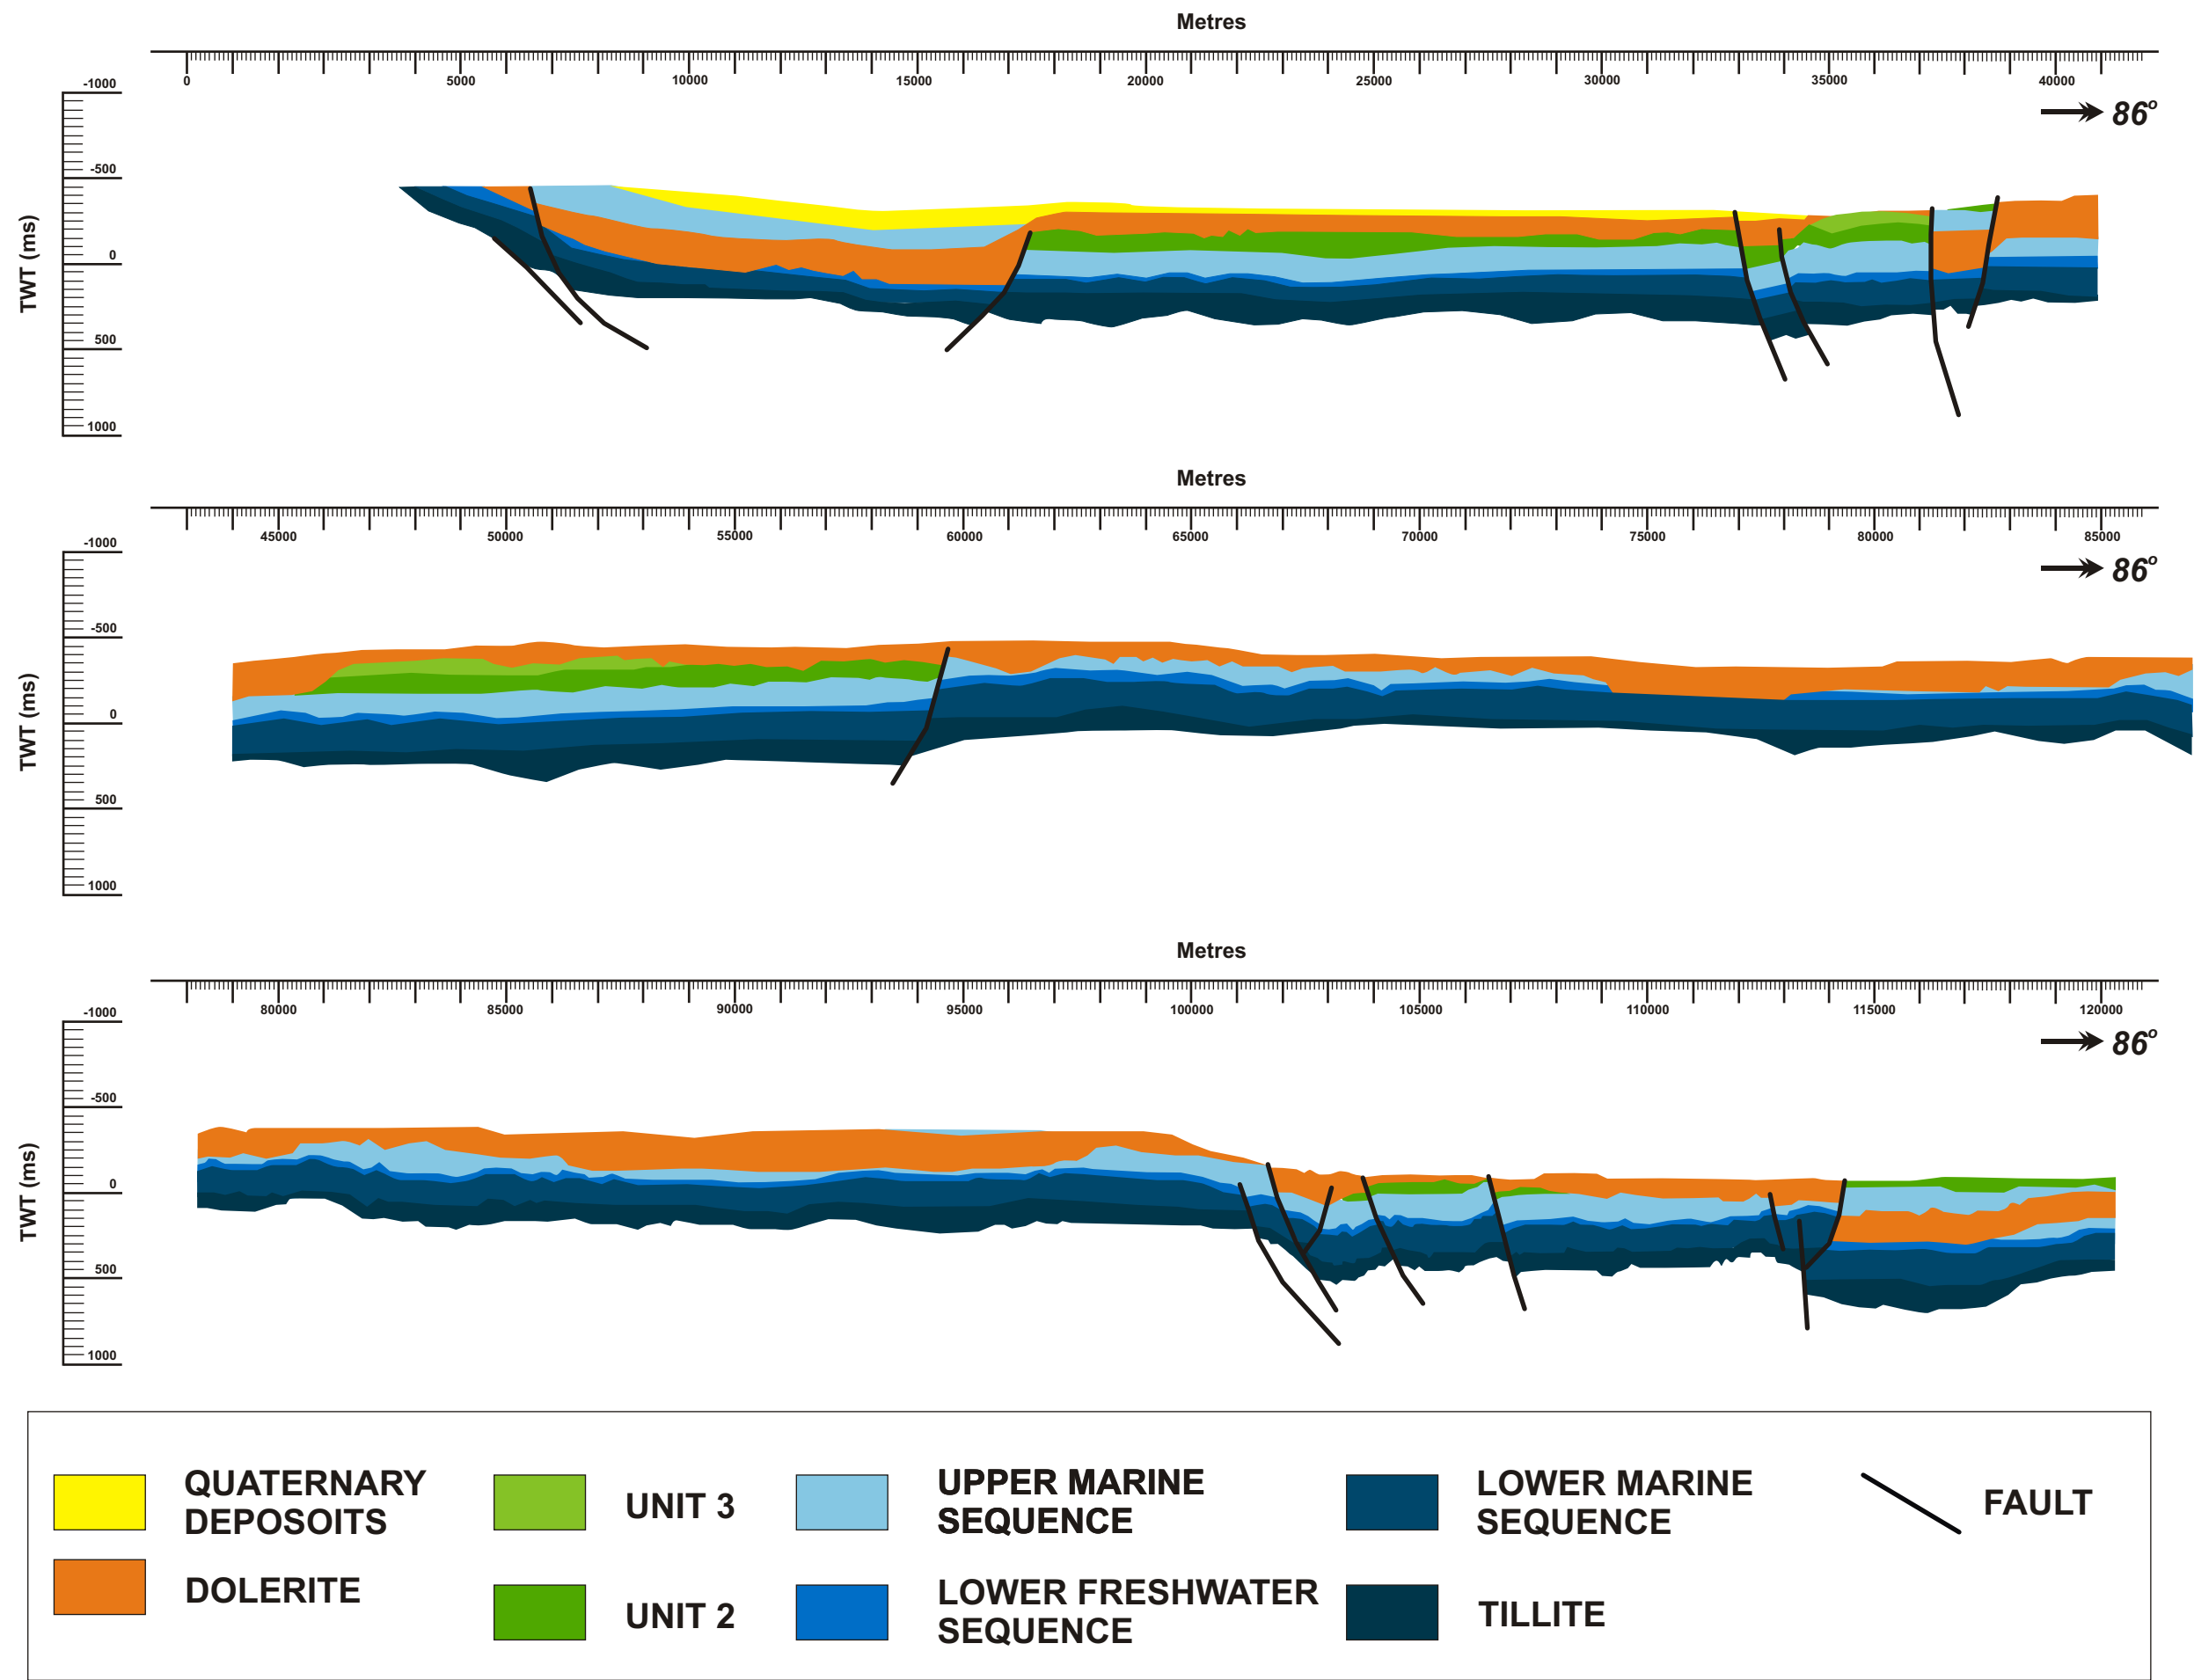 Metres
0 5000 10000 15000 20000 25000 30000 35000 40000
-1000
-500
0
500
1000
TWT (ms)
86º
Metres
45000 50000 55000 60000 65000 70000 75000 80000 85000
-1000
-500
0
500
1000
TWT (ms)
86º
Metres
80000 85000 90000 95000 100000 105000 110000 115000 120000
-1000
-500
0
500
1000
TWT (ms)
86º
QUATERNARY
DEPOSOITS
DOLERITE
UNIT 3
UNIT 2
UPPER MARINE
SEQUENCE
LOWER FRESHWATER
SEQUENCE
LOWER MARINE
SEQUENCE
TILLITE
FAULT